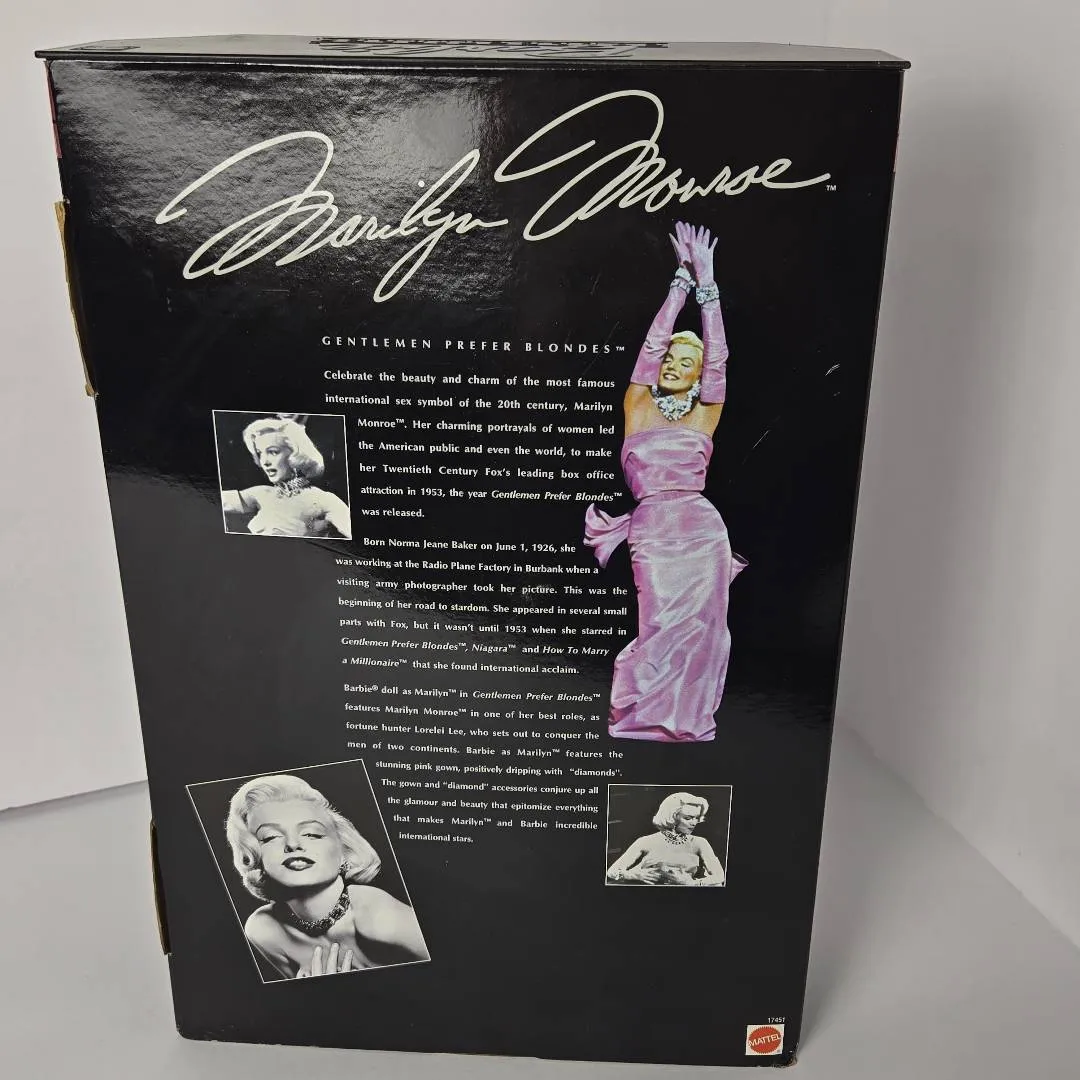 Marilyn Monroe™
GENTLEMEN PREFER BLONDES™
Celebrate the beauty and charm of the most famous
international sex symbol of the 20th century, Marilyn
Monroe™. Her charming portrayals of women led
the American public and even the world, to make
her Twentieth Century Fox's leading box office
attraction in 1953, the year Gentlemen Prefer Blondes™
was released.
Born Norma Jeane Baker on June 1, 1926, she
was working at the Radio Plane Factory in Burbank when a
visiting army photographer took her picture. This was the
beginning of her road to stardom. She appeared in several small
parts with Fox, but it wasn't until 1953 when she starred in
Gentlemen Prefer Blondes™, Niagara™ and How To Marry
a Millionaire™ that she found international acclaim.
Barbie® doll as Marilyn™ in Gentlemen Prefer Blondes™
features Marilyn Monroe™ in one of her best roles, as
fortune hunter Lorelei Lee, who sets out to conquer the
men of two continents. Barbie as Marilyn™ features the
stunning pink gown, positively dripping with "diamonds".
The gown and "diamond" accessories conjure up all
the glamour and beauty that epitomize everything
that makes Marilyn™ and Barbie incredible
international stars.
17451
MATTEL